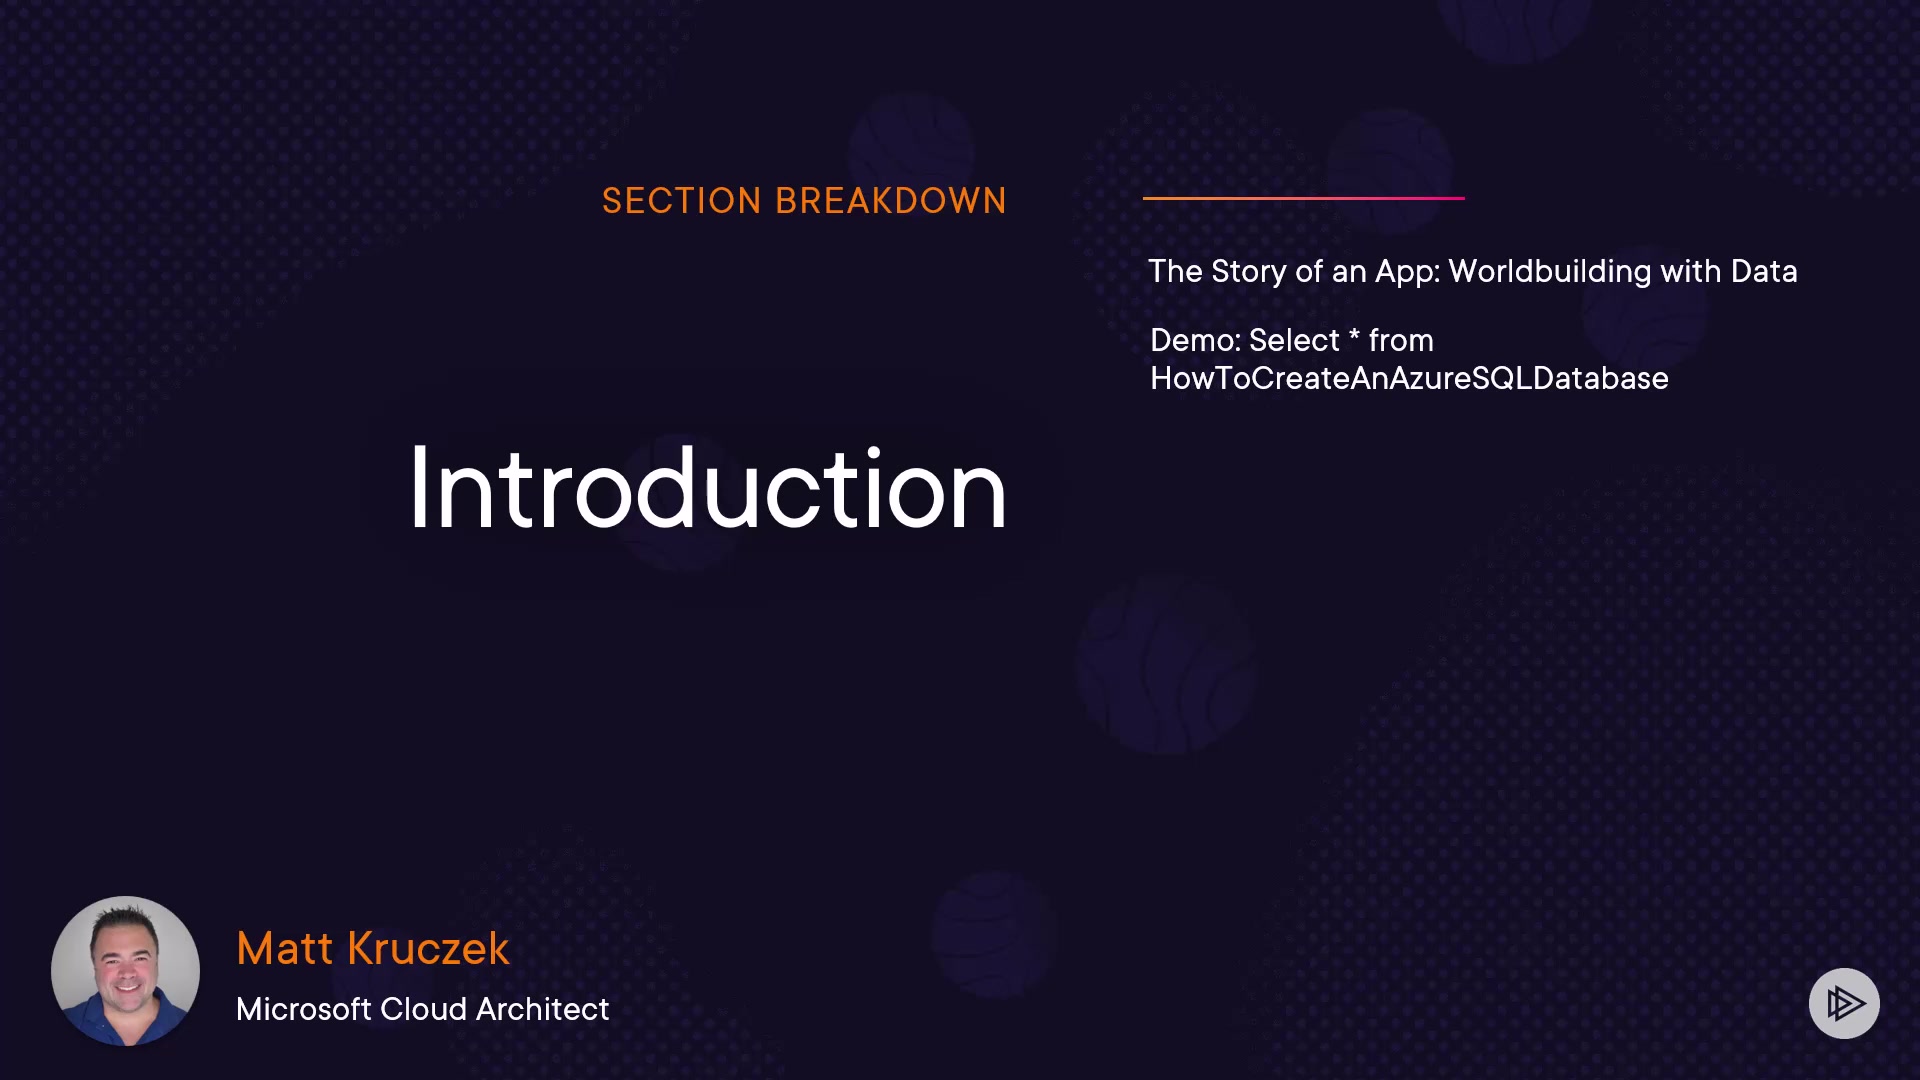 SECTION BREAKDOWN
Introduction
The Story of an App: Worldbuilding with Data
Demo: Select * from
HowToCreateAnAzureSQLDatabase
Matt Kruczek
Microsoft Cloud Architect